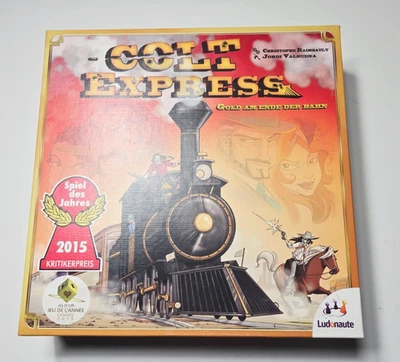 COLT
EXPRESS
CHRISTOPHE RAIMBAULT
JORDI VALBUENA
GOLD AM ENDE DER BAHN
Spiel
des
Jahres
2015
KRITIKERPREIS
AS D'OR
JEU DE L'ANNÉE
Ludonaute